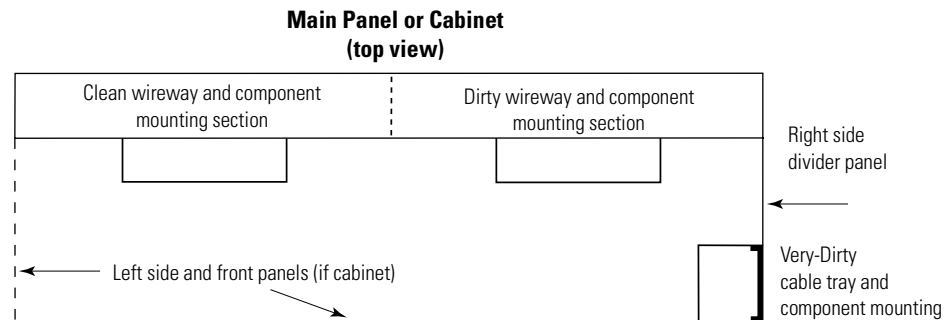 Main Panel or Cabinet
(top view)
Clean wireway and component
mounting section
Dirty wireway and component
mounting section
Right side
divider panel
Left side and front panels (if cabinet)
Very-Dirty
cable tray and
component mounting